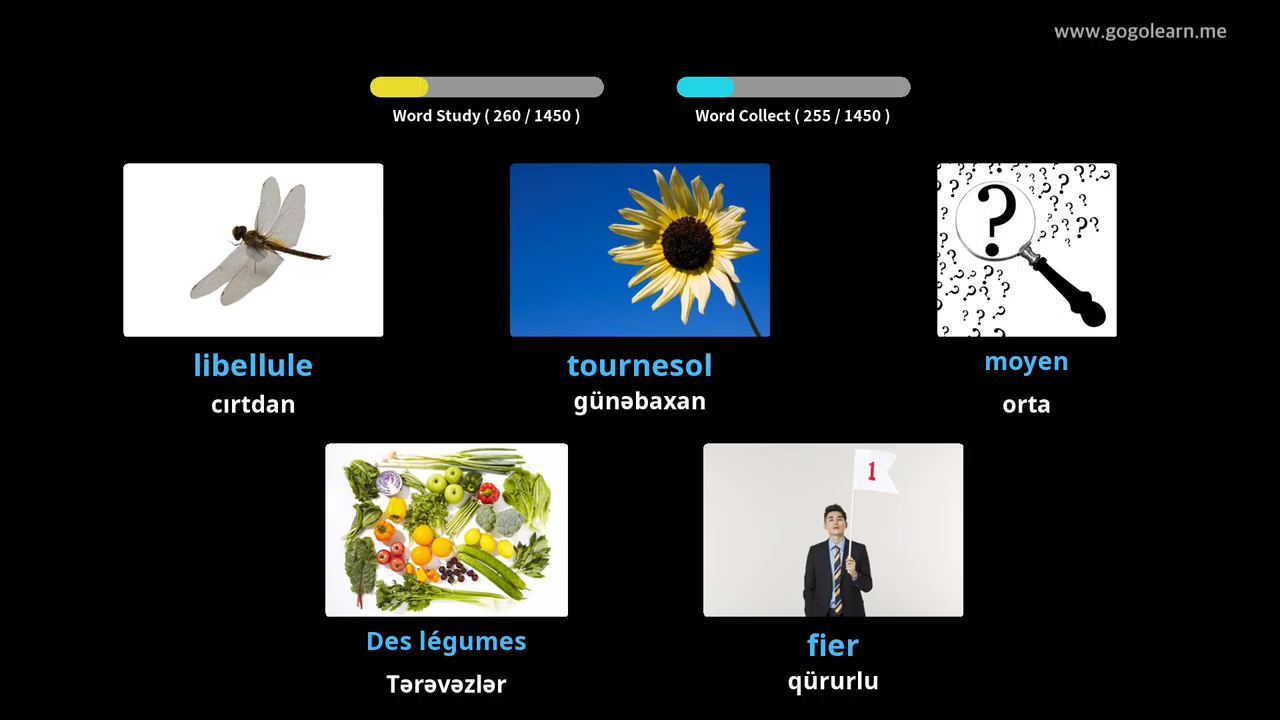 www.gogolearn.me
Word Study ( 260 / 1450 )
Word Collect ( 255 / 1450 )
libellule
cırtdan
tournesol
günəbaxan
moyen
orta
1
Des légumes
Tərəvəzlər
fier
qürurlu